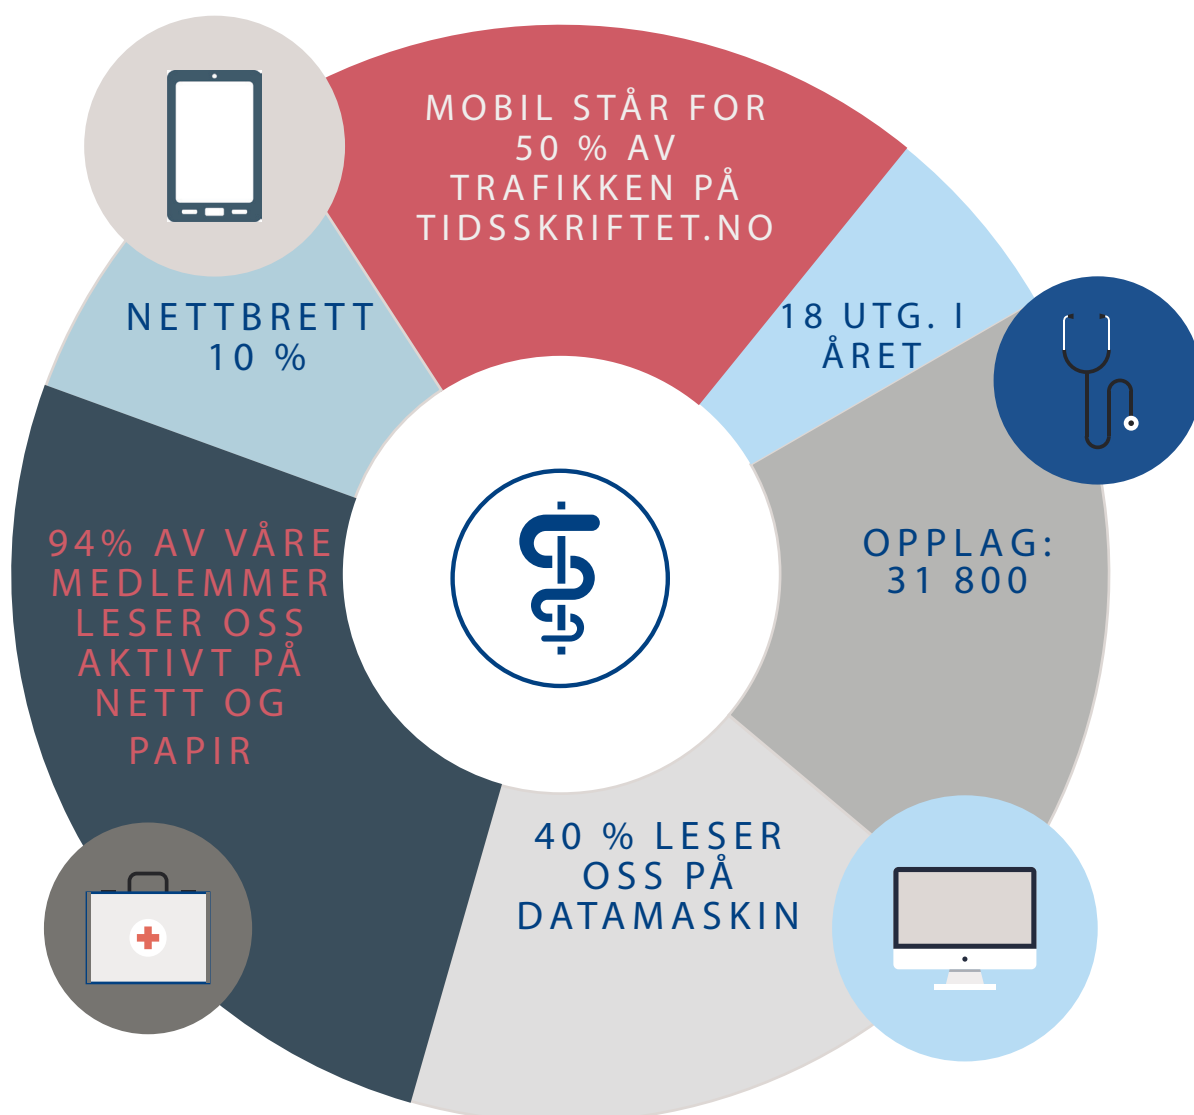 MOBIL STÅR FOR
50 % AV
TRAFIKKEN PÅ
TIDSSKRIFTET.NO
18 UTG. I
ÅRET
NETTBRETT
10 %
OPPLAG:
31 800
94% AV VÅRE
MEDLEMMER
LESER OSS
AKTIVT PÅ
NETT OG
PAPIR
40 % LESER
OSS PÅ
DATAMASKIN